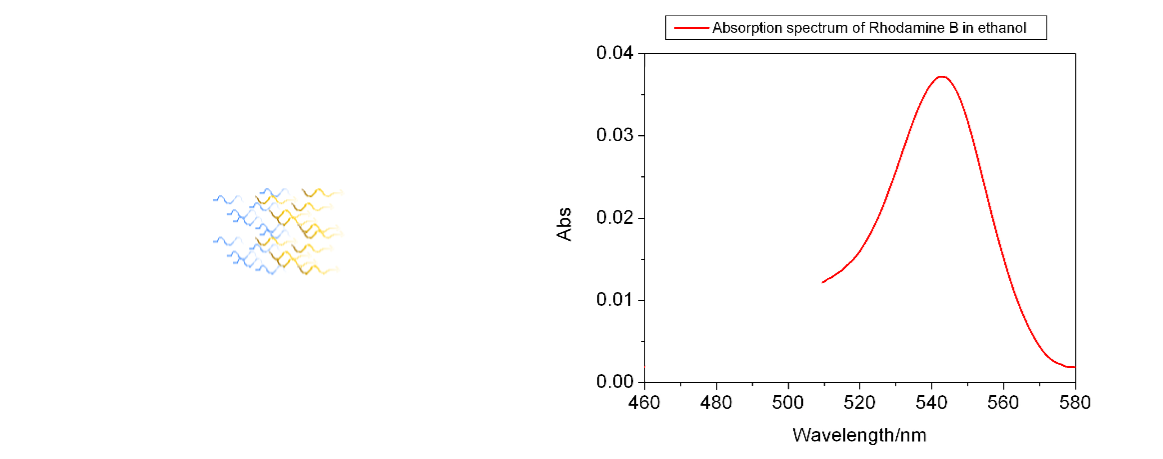 Absorption spectrum of Rhodamine B in ethanol
0.04
0.03
0.02
0.01
0.00
Abs
460 480 500 520 540 560 580
Wavelength/nm